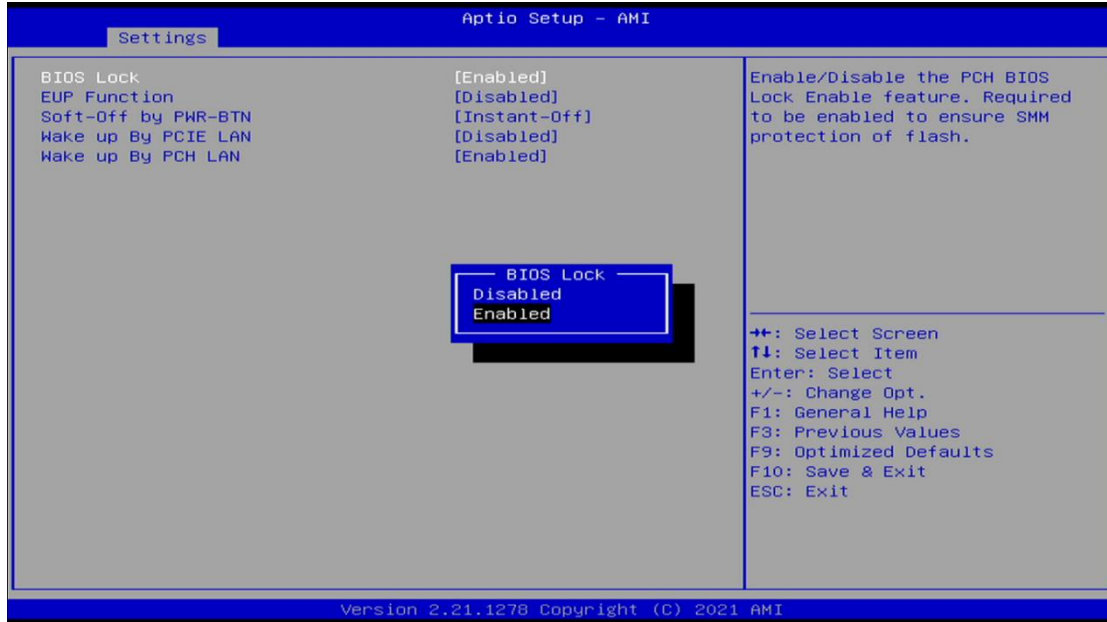 Aptio Setup – AMI
Settings
BIOS Lock [Enabled]
EUP Function [Disabled]
Soft-Off by PWR-BTN [Instant-Off]
Wake up By PCIE LAN [Disabled]
Wake up By PCH LAN [Enabled]
BIOS Lock
Disabled
Enabled
Enable/Disable the PCH BIOS
Lock Enable feature. Required
to be enabled to ensure SMM
protection of flash.
→←: Select Screen
↑↓: Select Item
Enter: Select
+/-: Change Opt.
F1: General Help
F3: Previous Values
F9: Optimized Defaults
F10: Save & Exit
ESC: Exit
Version 2.21.1278 Copyright (C) 2021 AMI